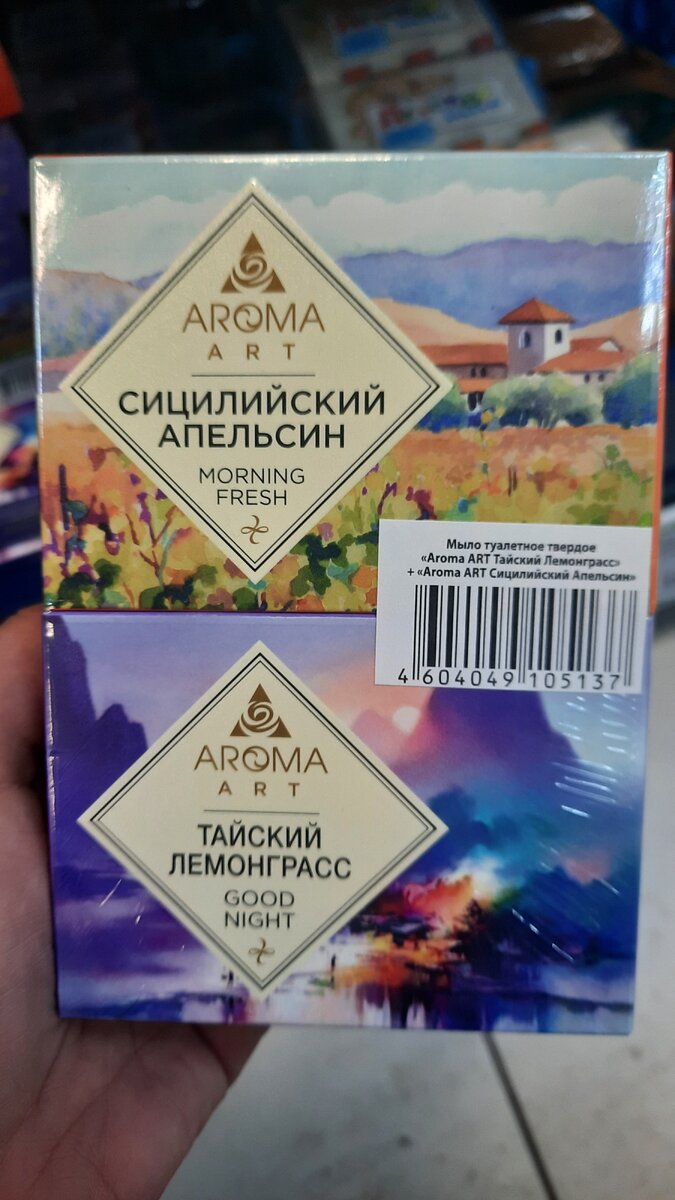 AROMA
ART
СИЦИЛИЙСКИЙ
АПЕЛЬСИН
MORNING
FRESH
Мыло туалетное твердое
«Aroma ART Тайский Лемонграсс»
+ «Aroma ART Сицилийский Апельсин»
4 604049 105137
AROMA
ART
ТАЙСКИЙ
ЛЕМОНГРАСС
GOOD
NIGHT